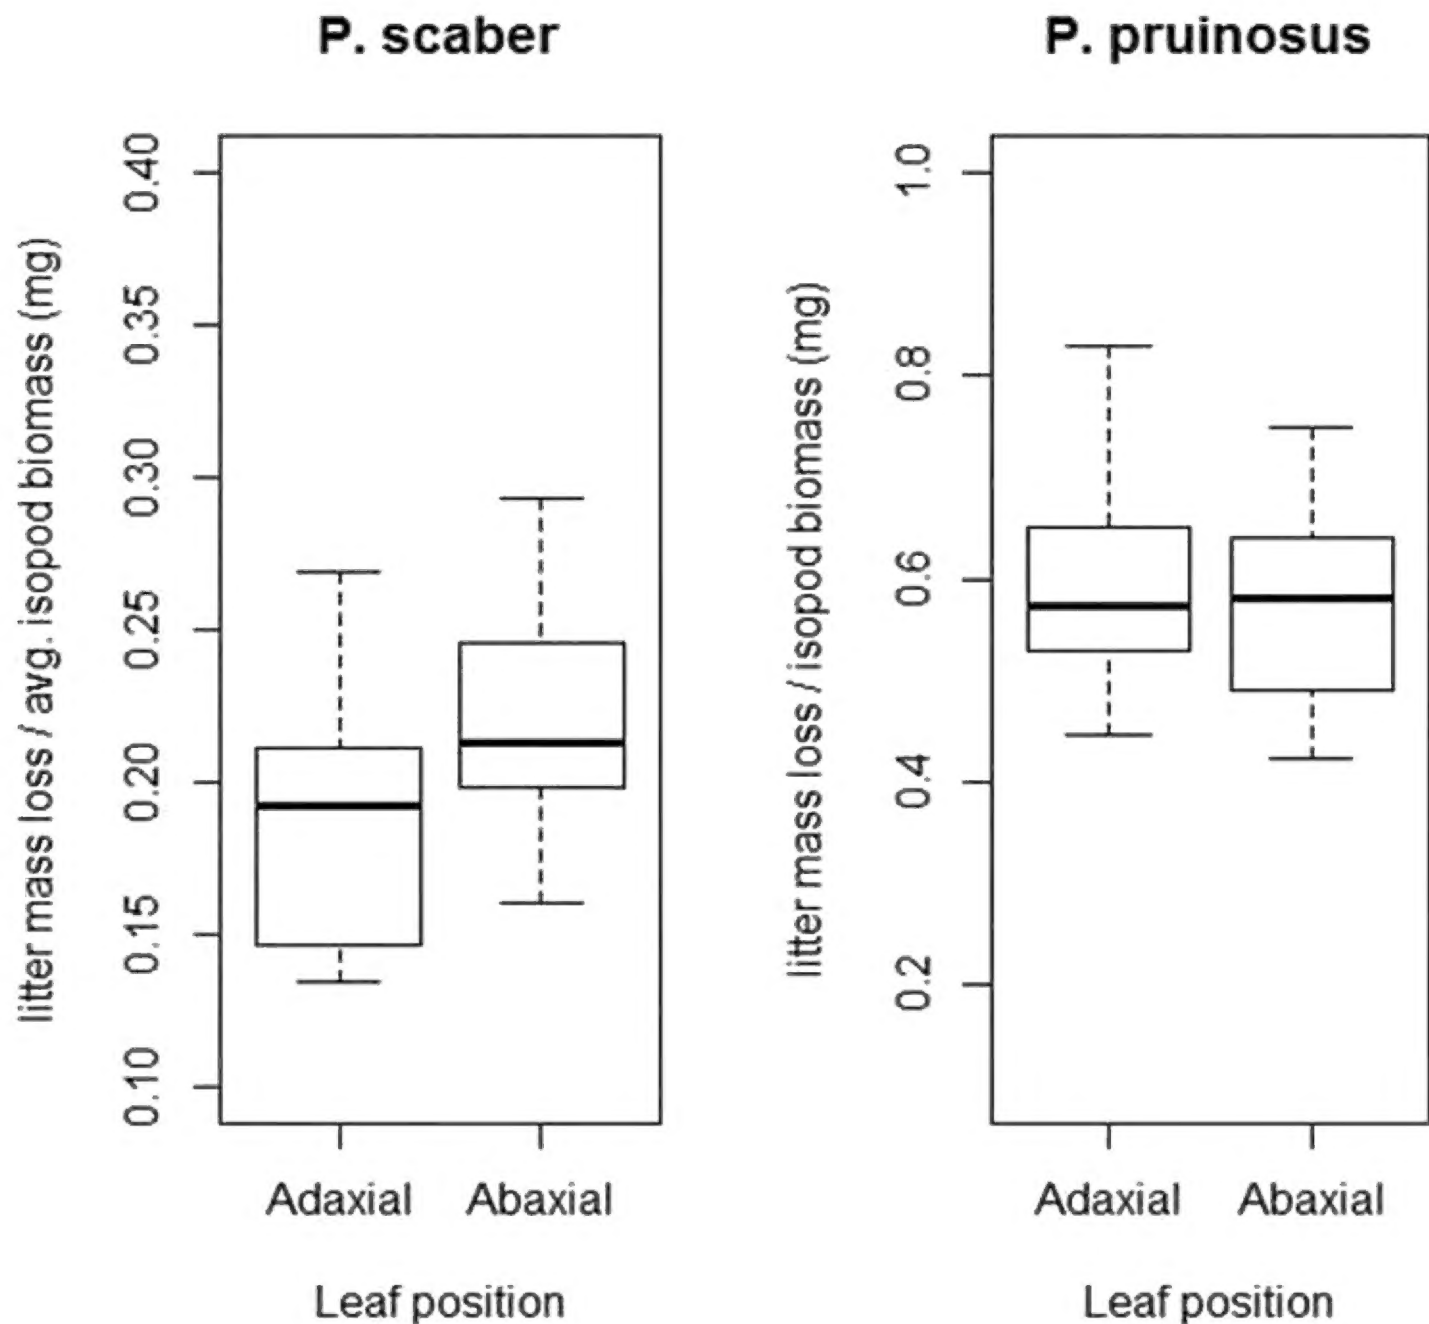 P. scaber
litter mass loss / avg. isopod biomass (mg)
0.40
0.35
0.30
0.25
0.20
0.15
0.10
Adaxial Abaxial
Leaf position
P. pruinosus
litter mass loss / isopod biomass (mg)
1.0
0.8
0.6
0.4
0.2
Adaxial Abaxial
Leaf position